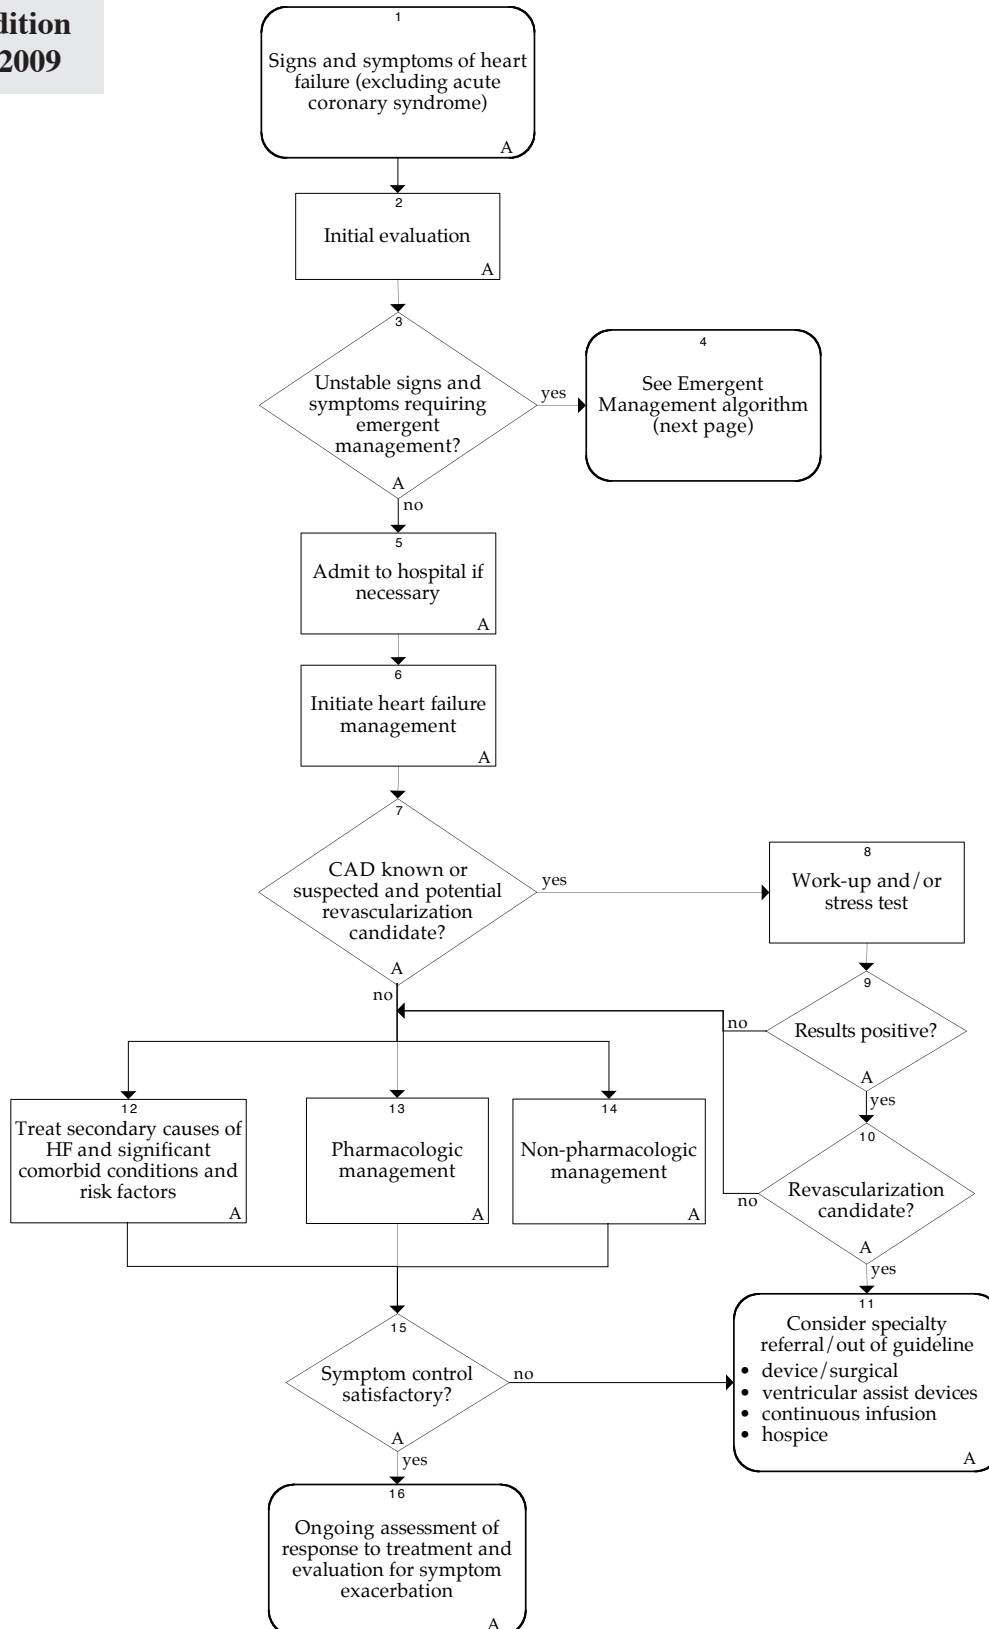 dition
2009
1
Signs and symptoms of heart
failure (excluding acute
coronary syndrome)
A
2
Initial evaluation
A
3
Unstable signs and
symptoms requiring
emergent
management?
A
yes
no
4
See Emergent
Management algorithm
(next page)
5
Admit to hospital if
necessary
A
6
Initiate heart failure
management
A
7
CAD known or
suspected and potential
revascularization
candidate?
A
yes
no
8
Work-up and/or
stress test
9
Results positive?
A
no
yes
10
Revascularization
candidate?
A
no
yes
11
Consider specialty
referral/out of guideline
• device/surgical
• ventricular assist devices
• continuous infusion
• hospice
A
12
Treat secondary causes of
HF and significant
comorbid conditions and
risk factors
A
13
Pharmacologic
management
A
14
Non-pharmacologic
management
A
15
Symptom control
satisfactory?
A
no
yes
16
Ongoing assessment of
response to treatment and
evaluation for symptom
exacerbation
A